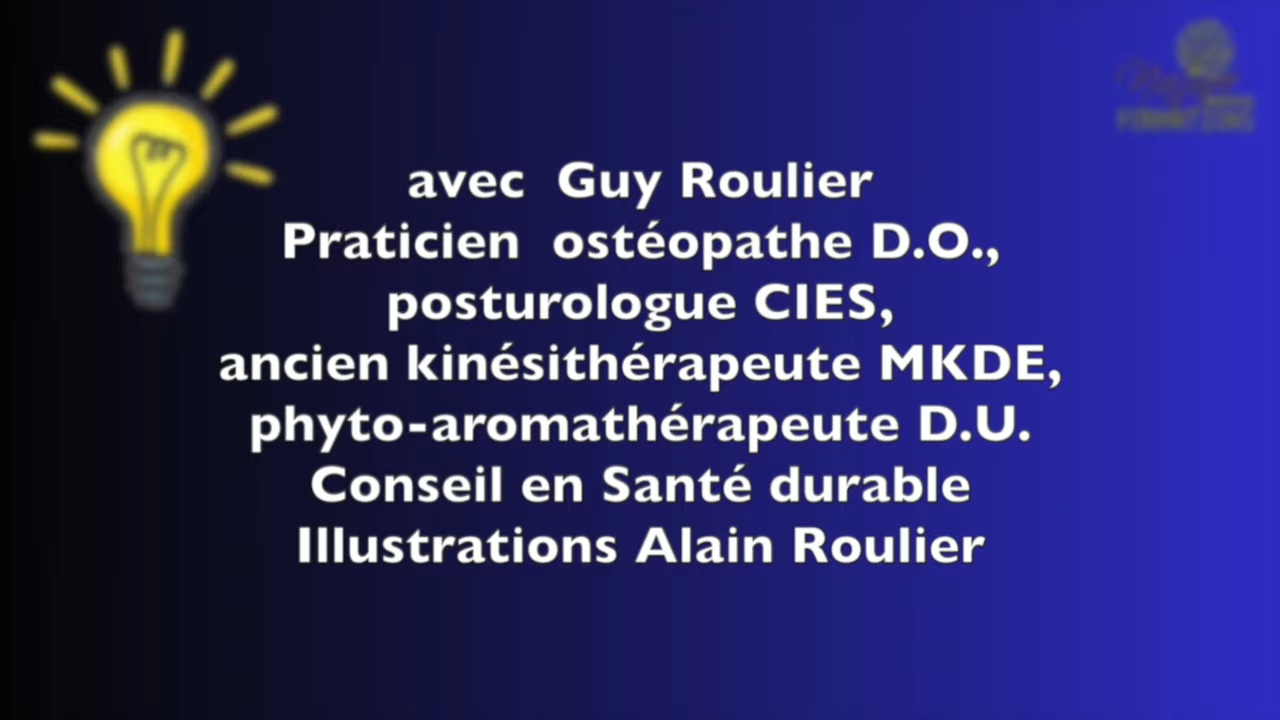 avec Guy Roulier
Praticien ostéopathe D.O.,
posturologue CIES,
ancien kinésithérapeute MKDE,
phyto-aromathérapeute D.U.
Conseil en Santé durable
Illustrations Alain Roulier
FORMATIONS